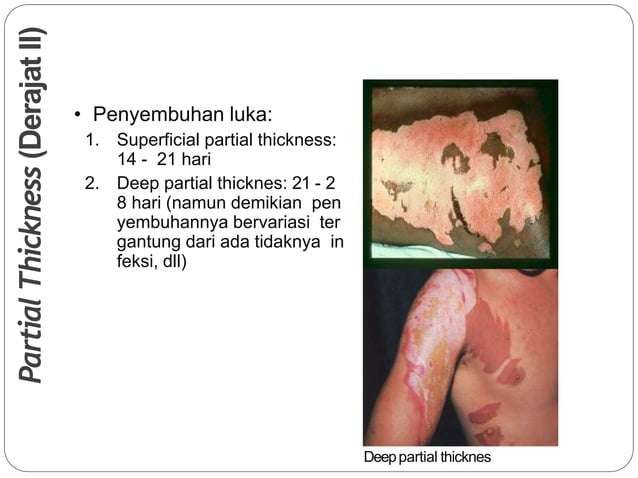 Partial Thickness (Derajat II)
• Penyembuhan luka:
1. Superficial partial thickness:
14 - 21 hari
2. Deep partial thicknes: 21 - 2
8 hari (namun demikian pen
yembuhannya bervariasi ter
gantung dari ada tidaknya in
feksi, dll)
Deep partial thicknes